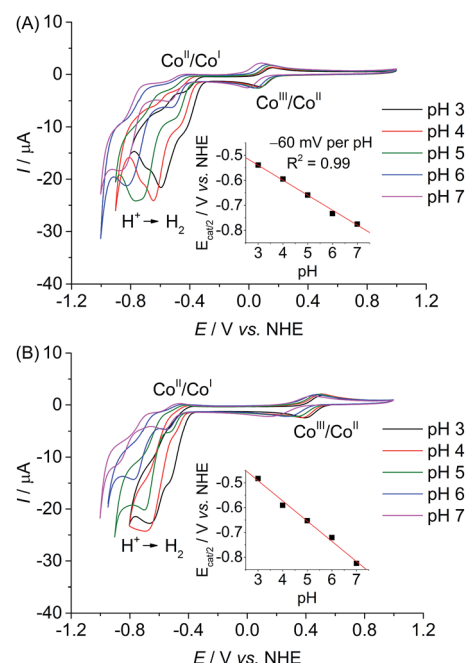 (A)
10
0
-10
-20
-30
-40
I / μA
Co^II/Co^I
Co^III/Co^II
H⁺ → H₂
pH 3
pH 4
pH 5
pH 6
pH 7
−60 mV per pH
R² = 0.99
E_cat/2 / V vs. NHE
-0.5
-0.6
-0.7
-0.8
3 4 5 6 7
pH
-1.2 -0.8 -0.4 0.0 0.4 0.8 1.2
E / V vs. NHE
(B)
10
0
-10
-20
-30
-40
I / μA
Co^II/Co^I
Co^III/Co^II
H⁺ → H₂
pH 3
pH 4
pH 5
pH 6
pH 7
E_cat/2 / V vs. NHE
-0.5
-0.6
-0.7
-0.8
3 4 5 6 7
pH
-1.2 -0.8 -0.4 0.0 0.4 0.8 1.2
E / V vs. NHE